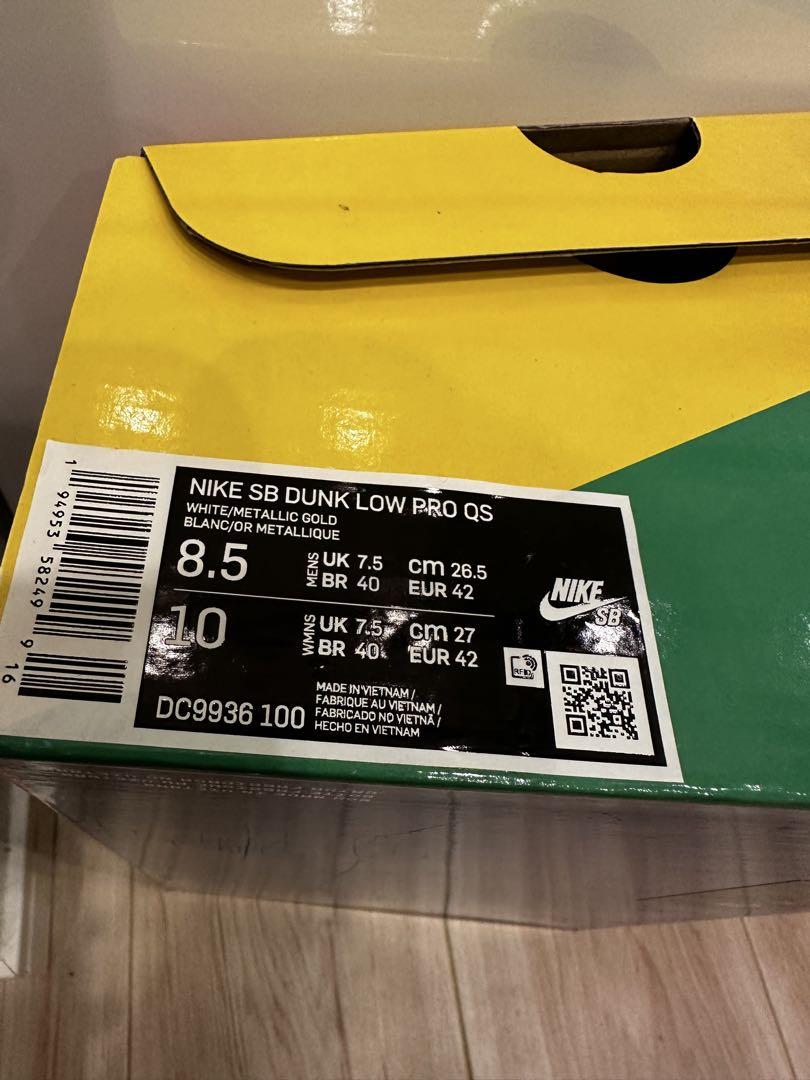 NIKE SB DUNK LOW PRO QS
WHITE/METALLIC GOLD
BLANC/OR METALLIQUE
8.5 MENS UK 7.5 cm 26.5
BR 40 EUR 42
10 WMNS UK 7.5 cm 27
BR 40 EUR 42
NIKE
SB
RFID
DC9936 100
MADE IN VIETNAM /
FABRIQUE AU VIETNAM /
FABRICADO NO VIETNÃ /
HECHO EN VIETNAM
1 94953 58249 9 16